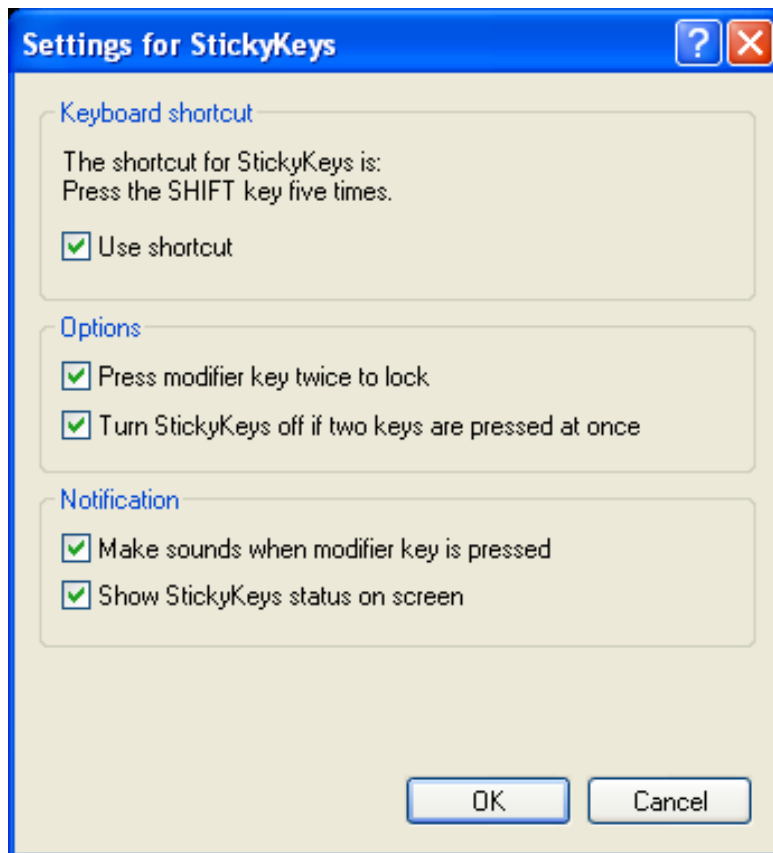 Settings for StickyKeys
Keyboard shortcut
The shortcut for StickyKeys is:
Press the SHIFT key five times.
Use shortcut
Options
Press modifier key twice to lock
Turn StickyKeys off if two keys are pressed at once
Notification
Make sounds when modifier key is pressed
Show StickyKeys status on screen
OK
Cancel